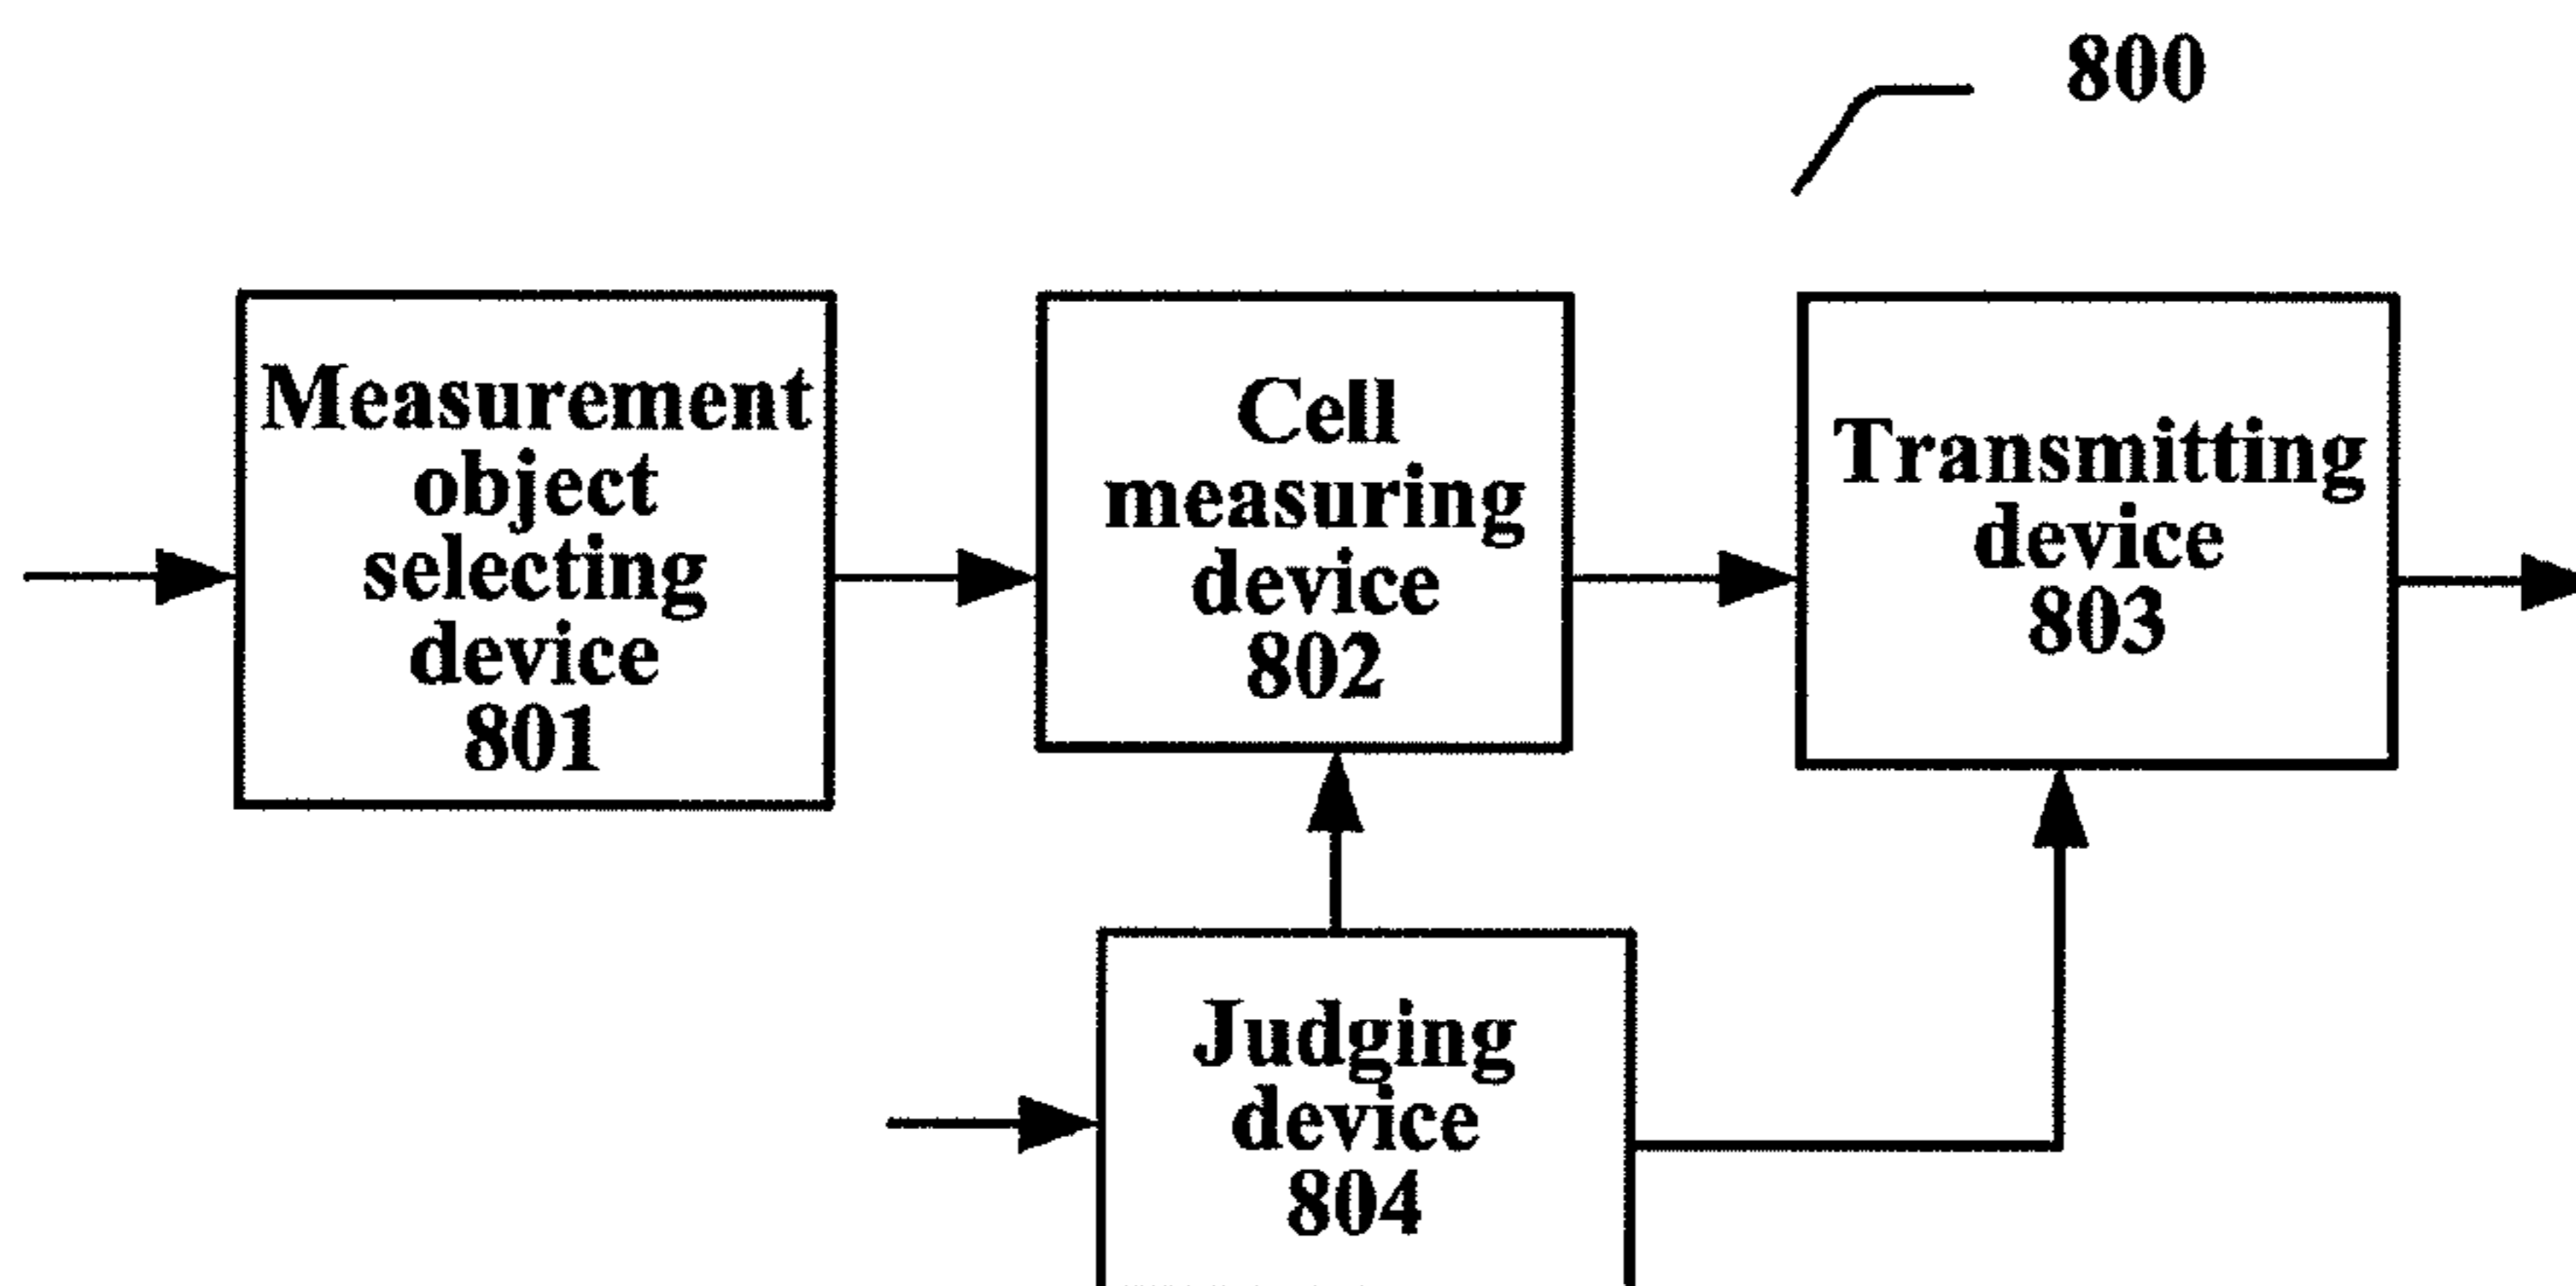 800
Measurement
object
selecting
device
801
Cell
measuring
device
802
Transmitting
device
803
Judging
device
804